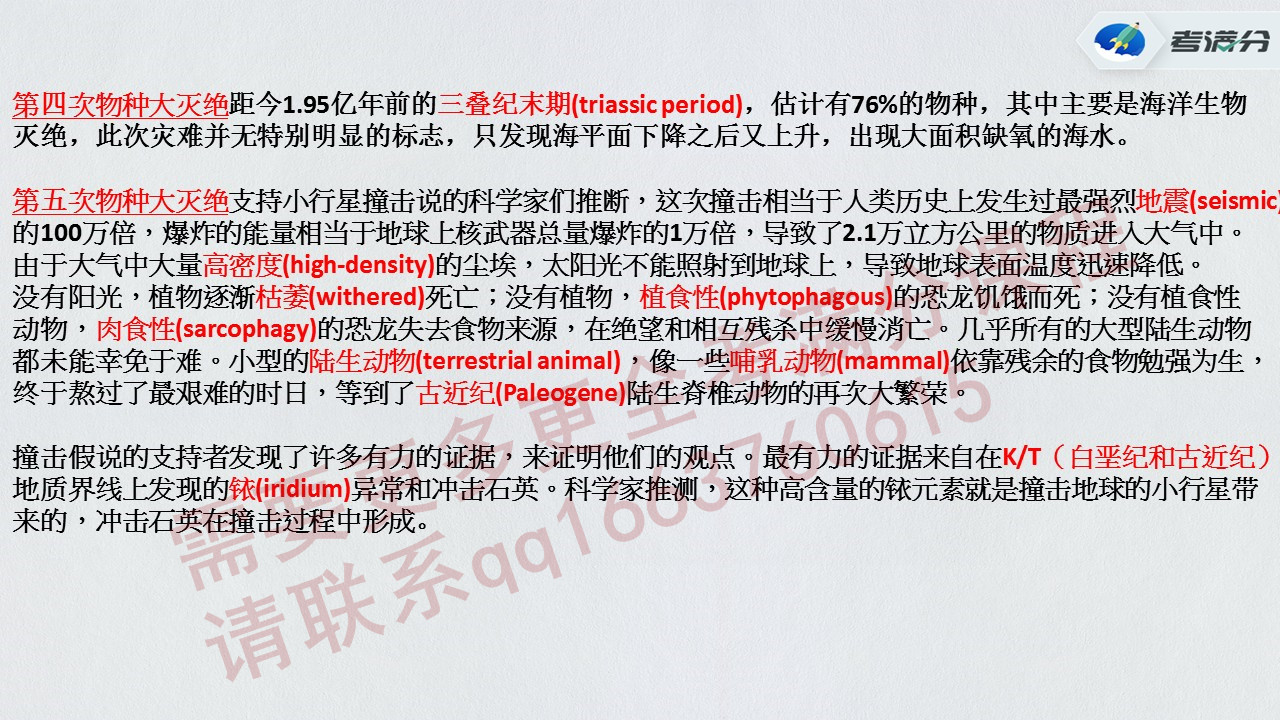 考满分
第四次物种大灭绝距今1.95亿年前的三叠纪末期(triassic period)，估计有76%的物种，其中主要是海洋生物
灭绝，此次灾难并无特别明显的标志，只发现海平面下降之后又上升，出现大面积缺氧的海水。
第五次物种大灭绝支持小行星撞击说的科学家们推断，这次撞击相当于人类历史上发生过最强烈地震(seismic)
的100万倍，爆炸的能量相当于地球上核武器总量爆炸的1万倍，导致了2.1万立方公里的物质进入大气中。
由于大气中大量高密度(high-density)的尘埃，太阳光不能照射到地球上，导致地球表面温度迅速降低。
没有阳光，植物逐渐枯萎(withered)死亡；没有植物，植食性(phytophagous)的恐龙饥饿而死；没有植食性
动物，肉食性(sarcophagy)的恐龙失去食物来源，在绝望和相互残杀中缓慢消亡。几乎所有的大型陆生动物
都未能幸免于难。小型的陆生动物(terrestrial animal)，像一些哺乳动物(mammal)依靠残余的食物勉强为生，
终于熬过了最艰难的时日，等到了古近纪(Paleogene)陆生脊椎动物的再次大繁荣。
撞击假说的支持者发现了许多有力的证据，来证明他们的观点。最有力的证据来自在K/T（白垩纪和古近纪）
地质界线上发现的铱(iridium)异常和冲击石英。科学家推测，这种高含量的铱元素就是撞击地球的小行星带
来的，冲击石英在撞击过程中形成。
需要更多更全考满分课程
请联系qq1663760615